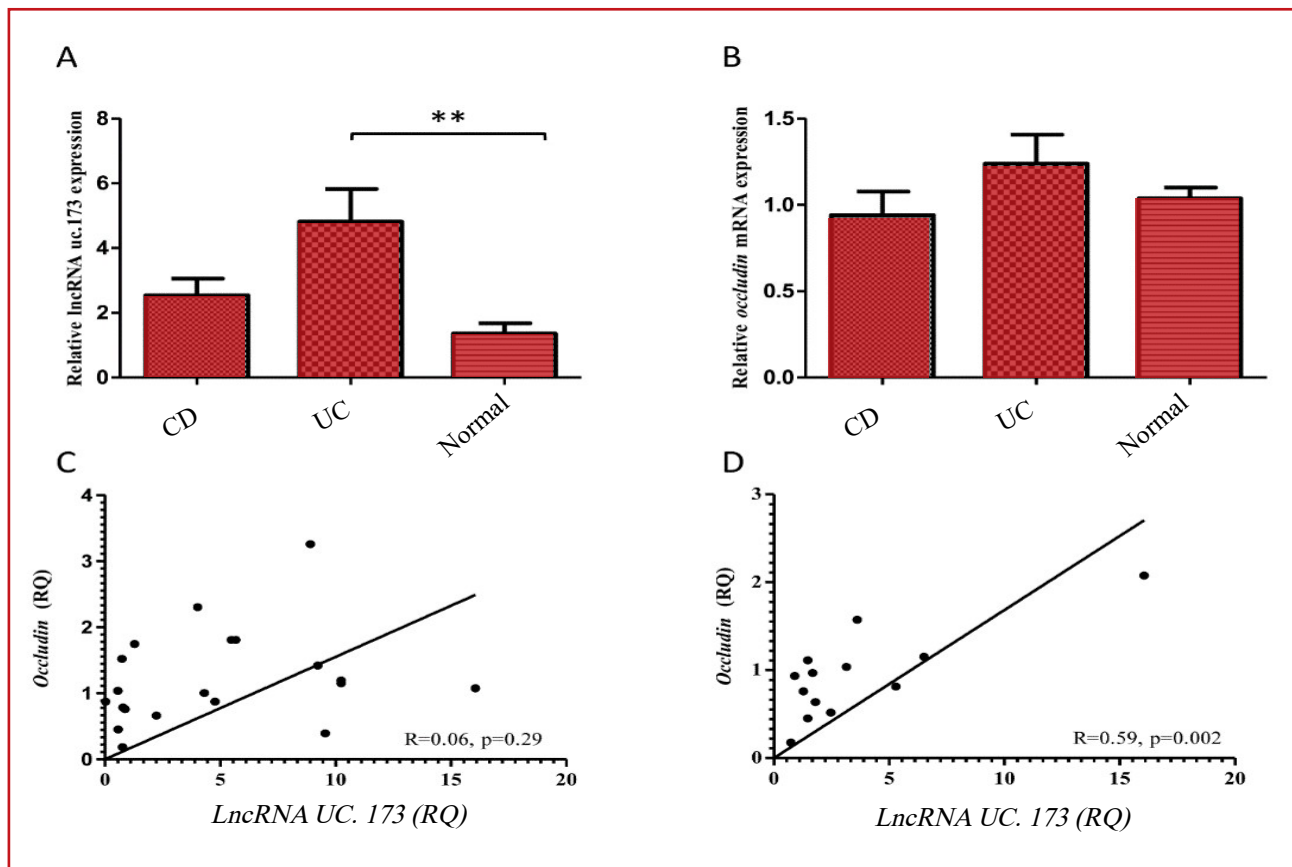 A
Relative lncRNA uc.173 expression
8
6
4
2
0
**
CD
UC
Normal
B
Relative occludin mRNA expression
1.5
1.0
0.5
0.0
CD
UC
Normal
C
Occludin (RQ)
4
3
2
1
0
R=0.06, p=0.29
0 5 10 15 20
LncRNA UC. 173 (RQ)
D
Occludin (RQ)
3
2
1
0
R=0.59, p=0.002
0 5 10 15 20
LncRNA UC. 173 (RQ)